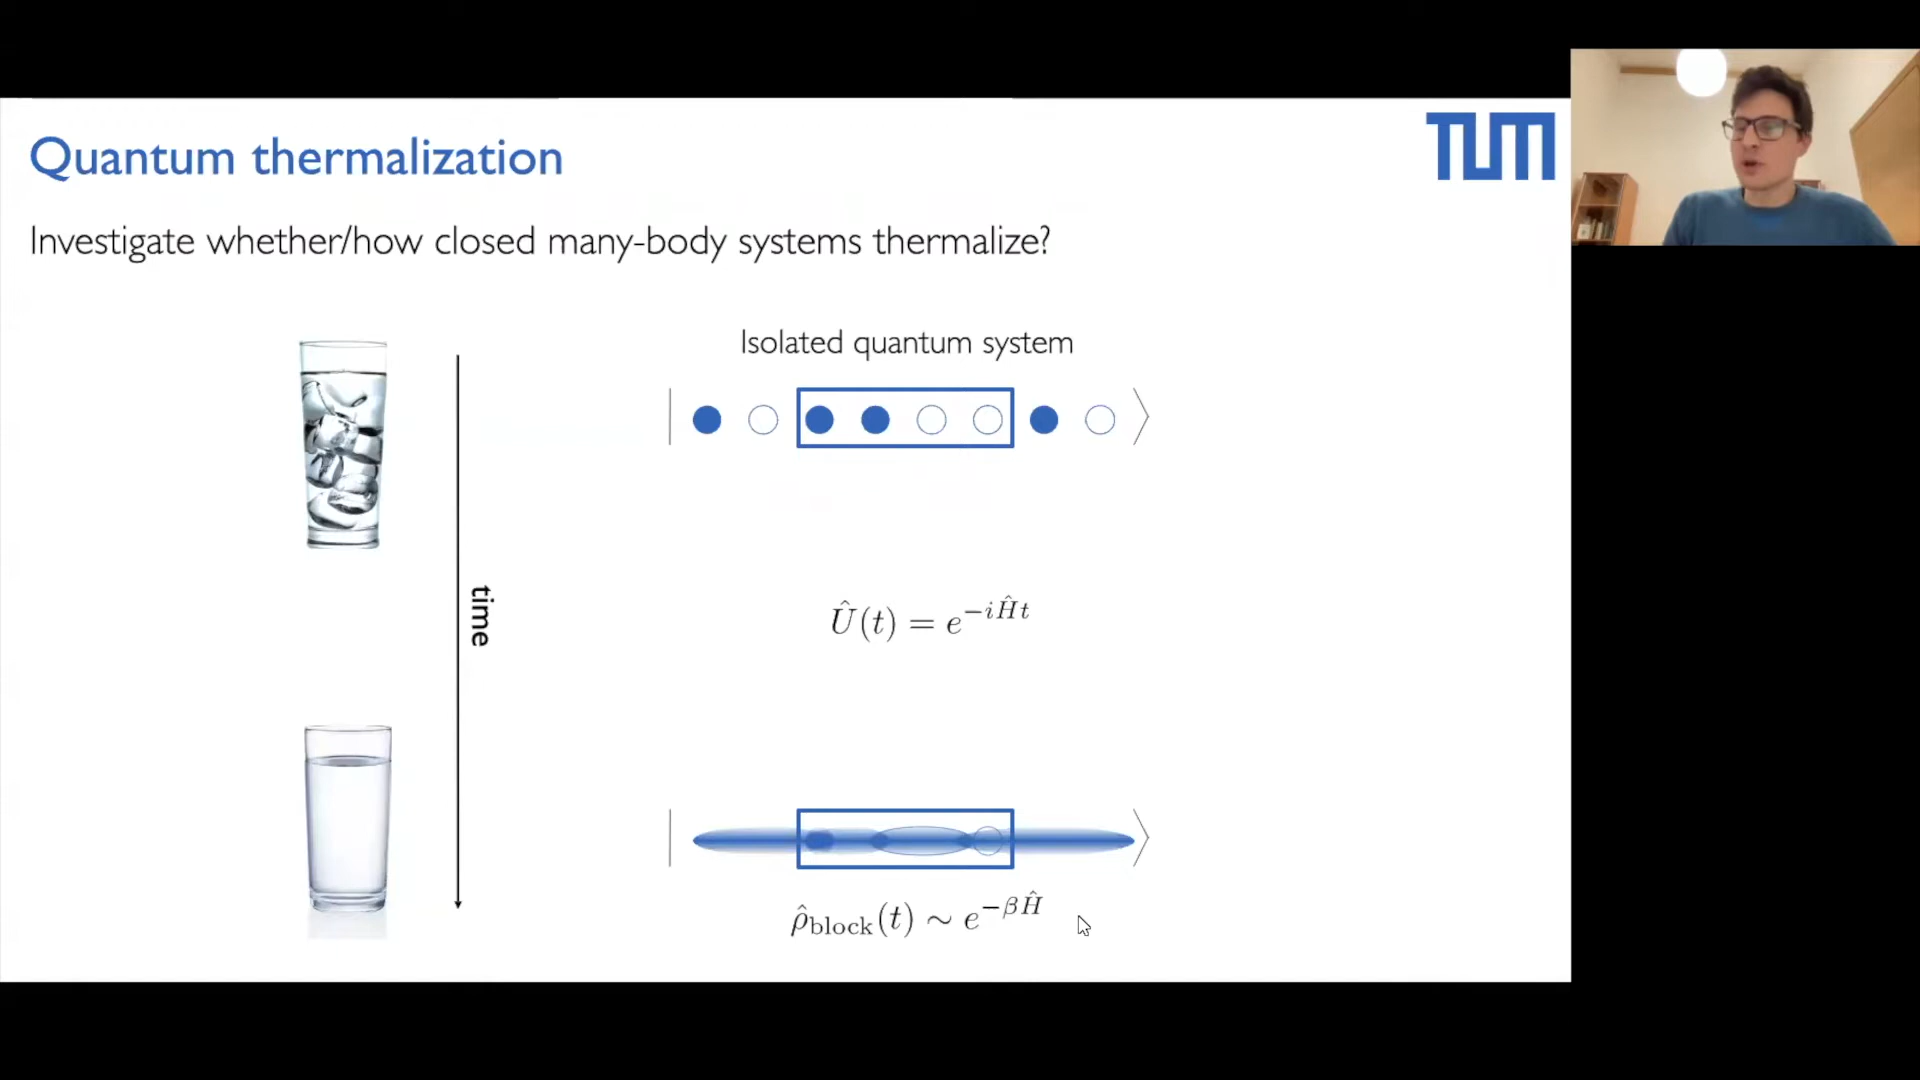 Quantum thermalization
TUM
Investigate whether/how closed many-body systems thermalize?
Isolated quantum system
time
Û(t) = e^{-iĤt}
ρ̂_block(t) ~ e^{-βĤ}